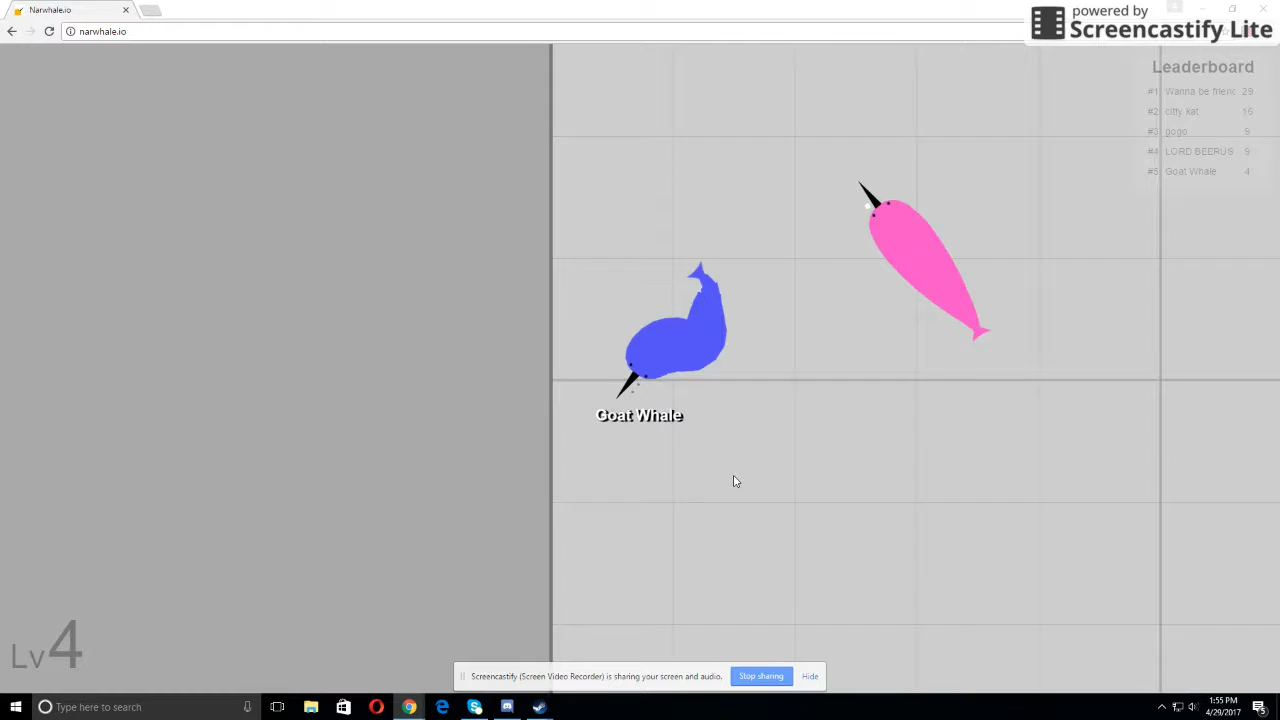 Narwhale.io
powered by
Screencastify Lite
narwhale.io
Leaderboard
#1 Wanna be frienc 29
#2 citty kat 16
#3 gogo 9
#4 LORD BEERUS 9
#5 Goat Whale 4
Goat Whale
Lv4
Screencastify (Screen Video Recorder) is sharing your screen and audio.
Stop sharing
Hide
Type here to search
1:55 PM
4/29/2017
5